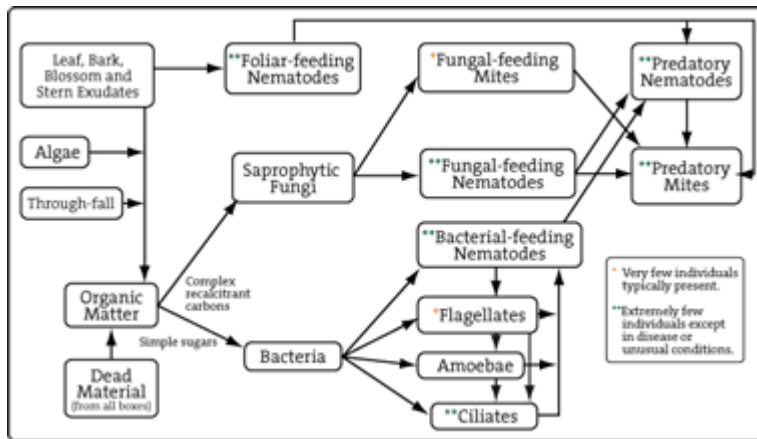 Leaf, Bark,
Blossom and
Stern Exudates
**Foliar-feeding
Nematodes
*Fungal-feeding
Mites
**Predatory
Nematodes
Algae
Through-fall
Saprophytic
Fungi
**Fungal-feeding
Nematodes
**Predatory
Mites
**Bacterial-feeding
Nematodes
Organic
Matter
Complex
recalcitrant
carbons
Simple sugars
Bacteria
*Flagellates
Amoebae
**Ciliates
Dead
Material
(from all boxes)
* Very few individuals
typically present.
**Extremely few
individuals except
in disease or
unusual conditions.